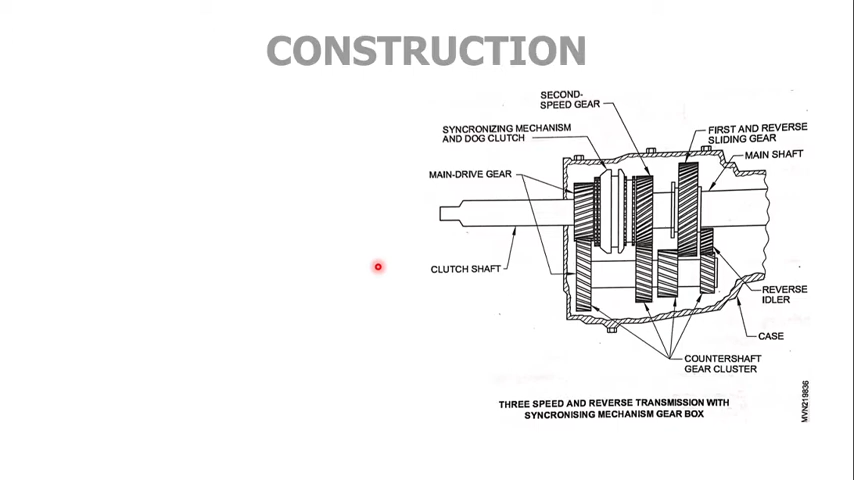 CONSTRUCTION
SECOND-
SPEED GEAR
SYNCRONIZING MECHANISM
AND DOG CLUTCH
FIRST AND REVERSE
SLIDING GEAR
MAIN SHAFT
MAIN-DRIVE GEAR
CLUTCH SHAFT
REVERSE
IDLER
CASE
COUNTERSHAFT
GEAR CLUSTER
THREE SPEED AND REVERSE TRANSMISSION WITH
SYNCRONISING MECHANISM GEAR BOX
MVN219836